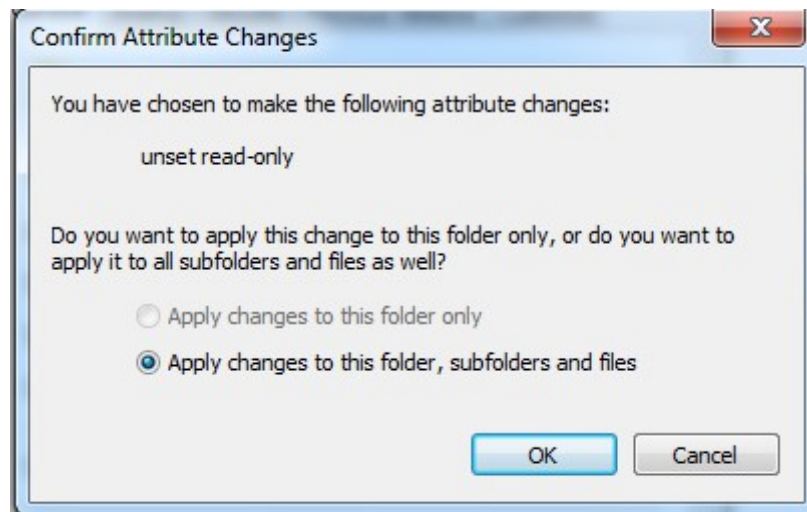 Confirm Attribute Changes
You have chosen to make the following attribute changes:
unset read-only
Do you want to apply this change to this folder only, or do you want to
apply it to all subfolders and files as well?
Apply changes to this folder only
Apply changes to this folder, subfolders and files
OK
Cancel